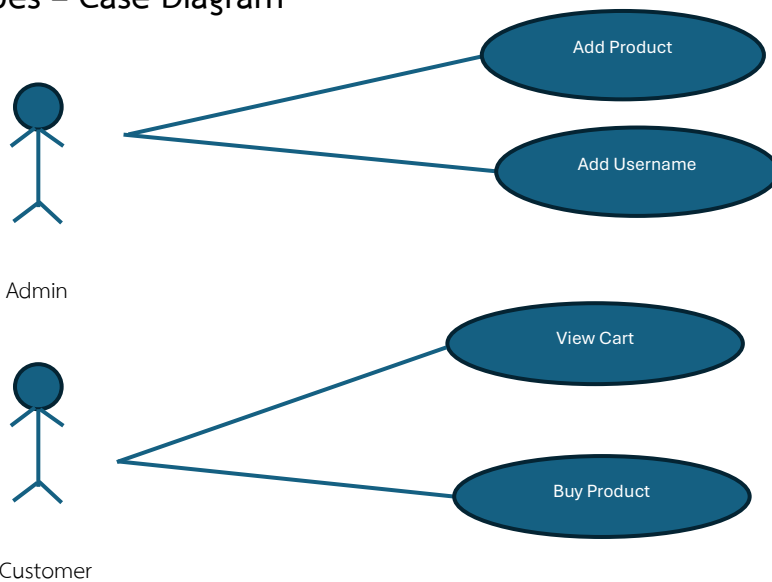 – Case Diagram
Add Product
Add Username
Admin
View Cart
Buy Product
Customer